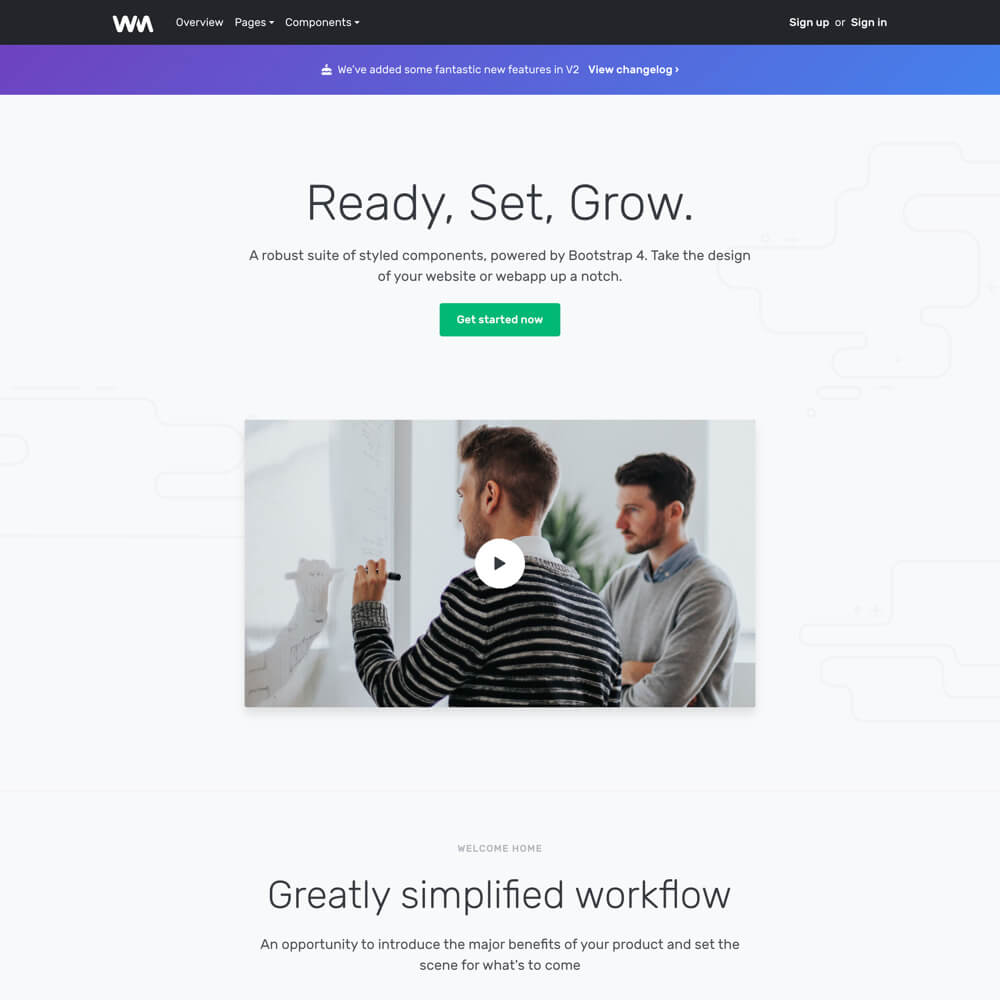 WM Overview Pages Components Sign up or Sign in
We've added some fantastic new features in V2 View changelog ›
Ready, Set, Grow.
A robust suite of styled components, powered by Bootstrap 4. Take the design
of your website or webapp up a notch.
Get started now
WELCOME HOME
Greatly simplified workflow
An opportunity to introduce the major benefits of your product and set the
scene for what's to come